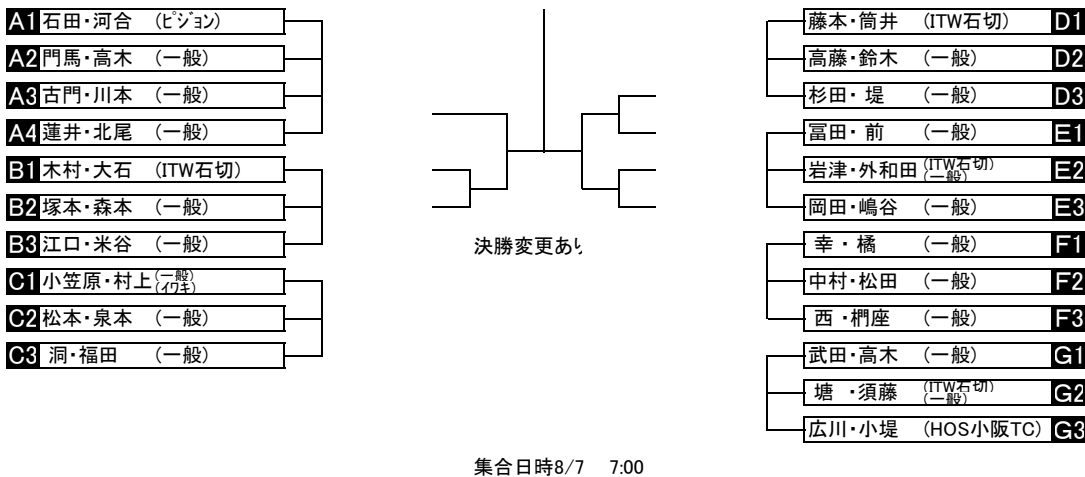 A1 石田・河合 (ピジョン)
A2 門馬・高木 (一般)
A3 古門・川本 (一般)
A4 蓮井・北尾 (一般)
B1 木村・大石 (ITW石切)
B2 塚本・森本 (一般)
B3 江口・米谷 (一般)
C1 小笠原・村上 (一般)(イワキ)
C2 松本・泉本 (一般)
C3 洞・福田 (一般)
決勝変更あり
藤本・筒井 (ITW石切) D1
高藤・鈴木 (一般) D2
杉田・堤 (一般) D3
冨田・前 (一般) E1
岩津・外和田 (ITW石切)(一般) E2
岡田・嶋谷 (一般) E3
幸・橘 (一般) F1
中村・松田 (一般) F2
西・椚座 (一般) F3
武田・高木 (一般) G1
塘・須藤 (ITW石切)(一般) G2
広川・小堤 (HOS小阪TC) G3
集合日時8/7 7:00